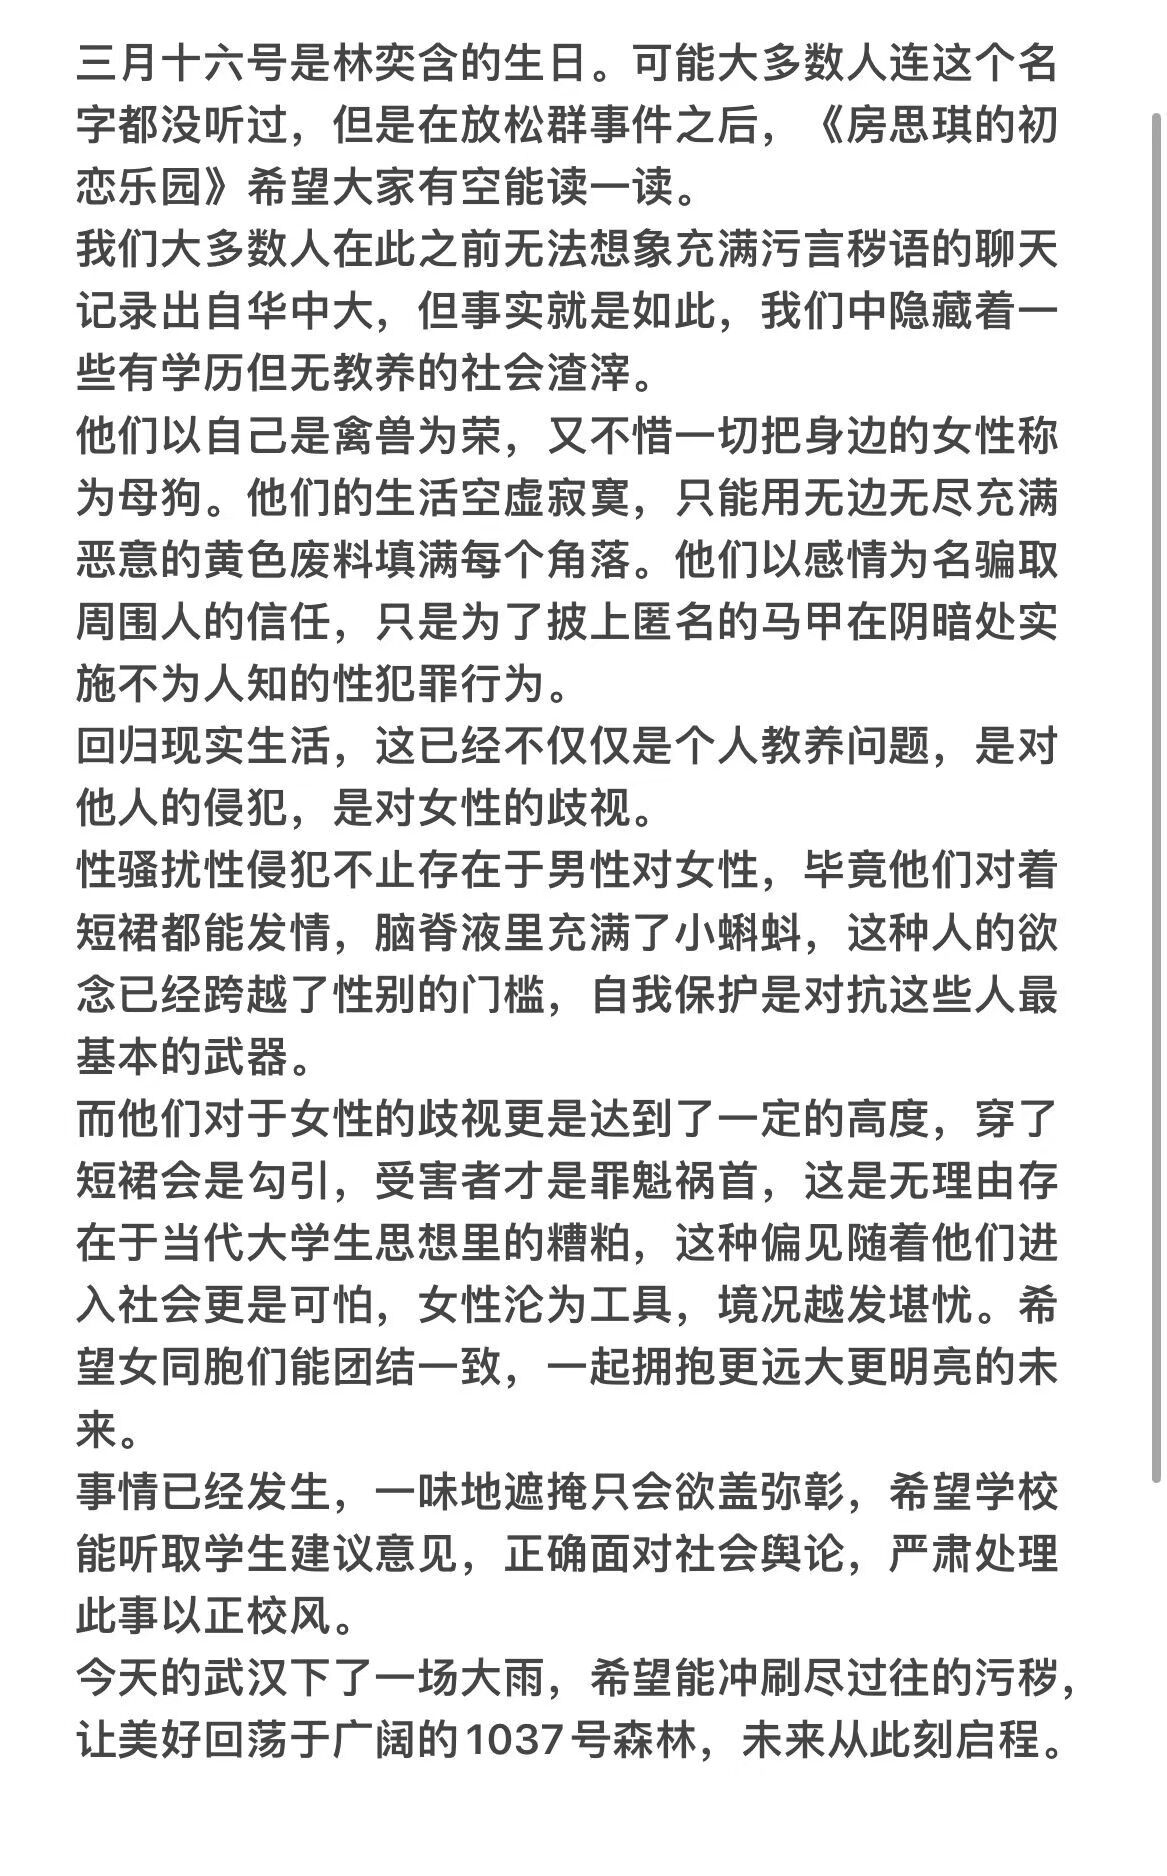 三月十六号是林奕含的生日。可能大多数人连这个名
字都没听过，但是在放松群事件之后，《房思琪的初
恋乐园》希望大家有空能读一读。
我们大多数人在此之前无法想象充满污言秽语的聊天
记录出自华中大，但事实就是如此，我们中隐藏着一
些有学历但无教养的社会渣滓。
他们以自己是禽兽为荣，又不惜一切把身边的女性称
为母狗。他们的生活空虚寂寞，只能用无边无尽充满
恶意的黄色废料填满每个角落。他们以感情为名骗取
周围人的信任，只是为了披上匿名的马甲在阴暗处实
施不为人知的性犯罪行为。
回归现实生活，这已经不仅仅是个人教养问题，是对
他人的侵犯，是对女性的歧视。
性骚扰性侵犯不止存在于男性对女性，毕竟他们对着
短裙都能发情，脑脊液里充满了小蝌蚪，这种人的欲
念已经跨越了性别的门槛，自我保护是对抗这些人最
基本的武器。
而他们对于女性的歧视更是达到了一定的高度，穿了
短裙会是勾引，受害者才是罪魁祸首，这是无理由存
在于当代大学生思想里的糟粕，这种偏见随着他们进
入社会更是可怕，女性沦为工具，境况越发堪忧。希
望女同胞们能团结一致，一起拥抱更远大更明亮的未
来。
事情已经发生，一味地遮掩只会欲盖弥彰，希望学校
能听取学生建议意见，正确面对社会舆论，严肃处理
此事以正校风。
今天的武汉下了一场大雨，希望能冲刷尽过往的污秽，
让美好回荡于广阔的1037号森林，未来从此刻启程。